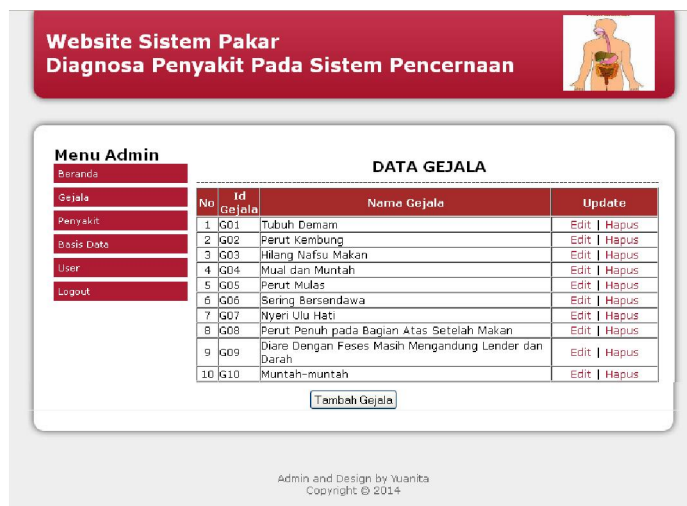 Website Sistem Pakar
Diagnosa Penyakit Pada Sistem Pencernaan
Menu Admin
Beranda
Gejala
Penyakit
Basis Data
User
Logout
DATA GEJALA
No Id Gejala Nama Gejala Update
1 G01 Tubuh Demam Edit | Hapus
2 G02 Perut Kembung Edit | Hapus
3 G03 Hilang Nafsu Makan Edit | Hapus
4 G04 Mual dan Muntah Edit | Hapus
5 G05 Perut Mulas Edit | Hapus
6 G06 Sering Bersendawa Edit | Hapus
7 G07 Nyeri Ulu Hati Edit | Hapus
8 G08 Perut Penuh pada Bagian Atas Setelah Makan Edit | Hapus
9 G09 Diare Dengan Feses Masih Mengandung Lender dan
Darah Edit | Hapus
10 G10 Muntah-muntah Edit | Hapus
Tambah Gejala
Admin and Design by Yuanita
Copyright © 2014